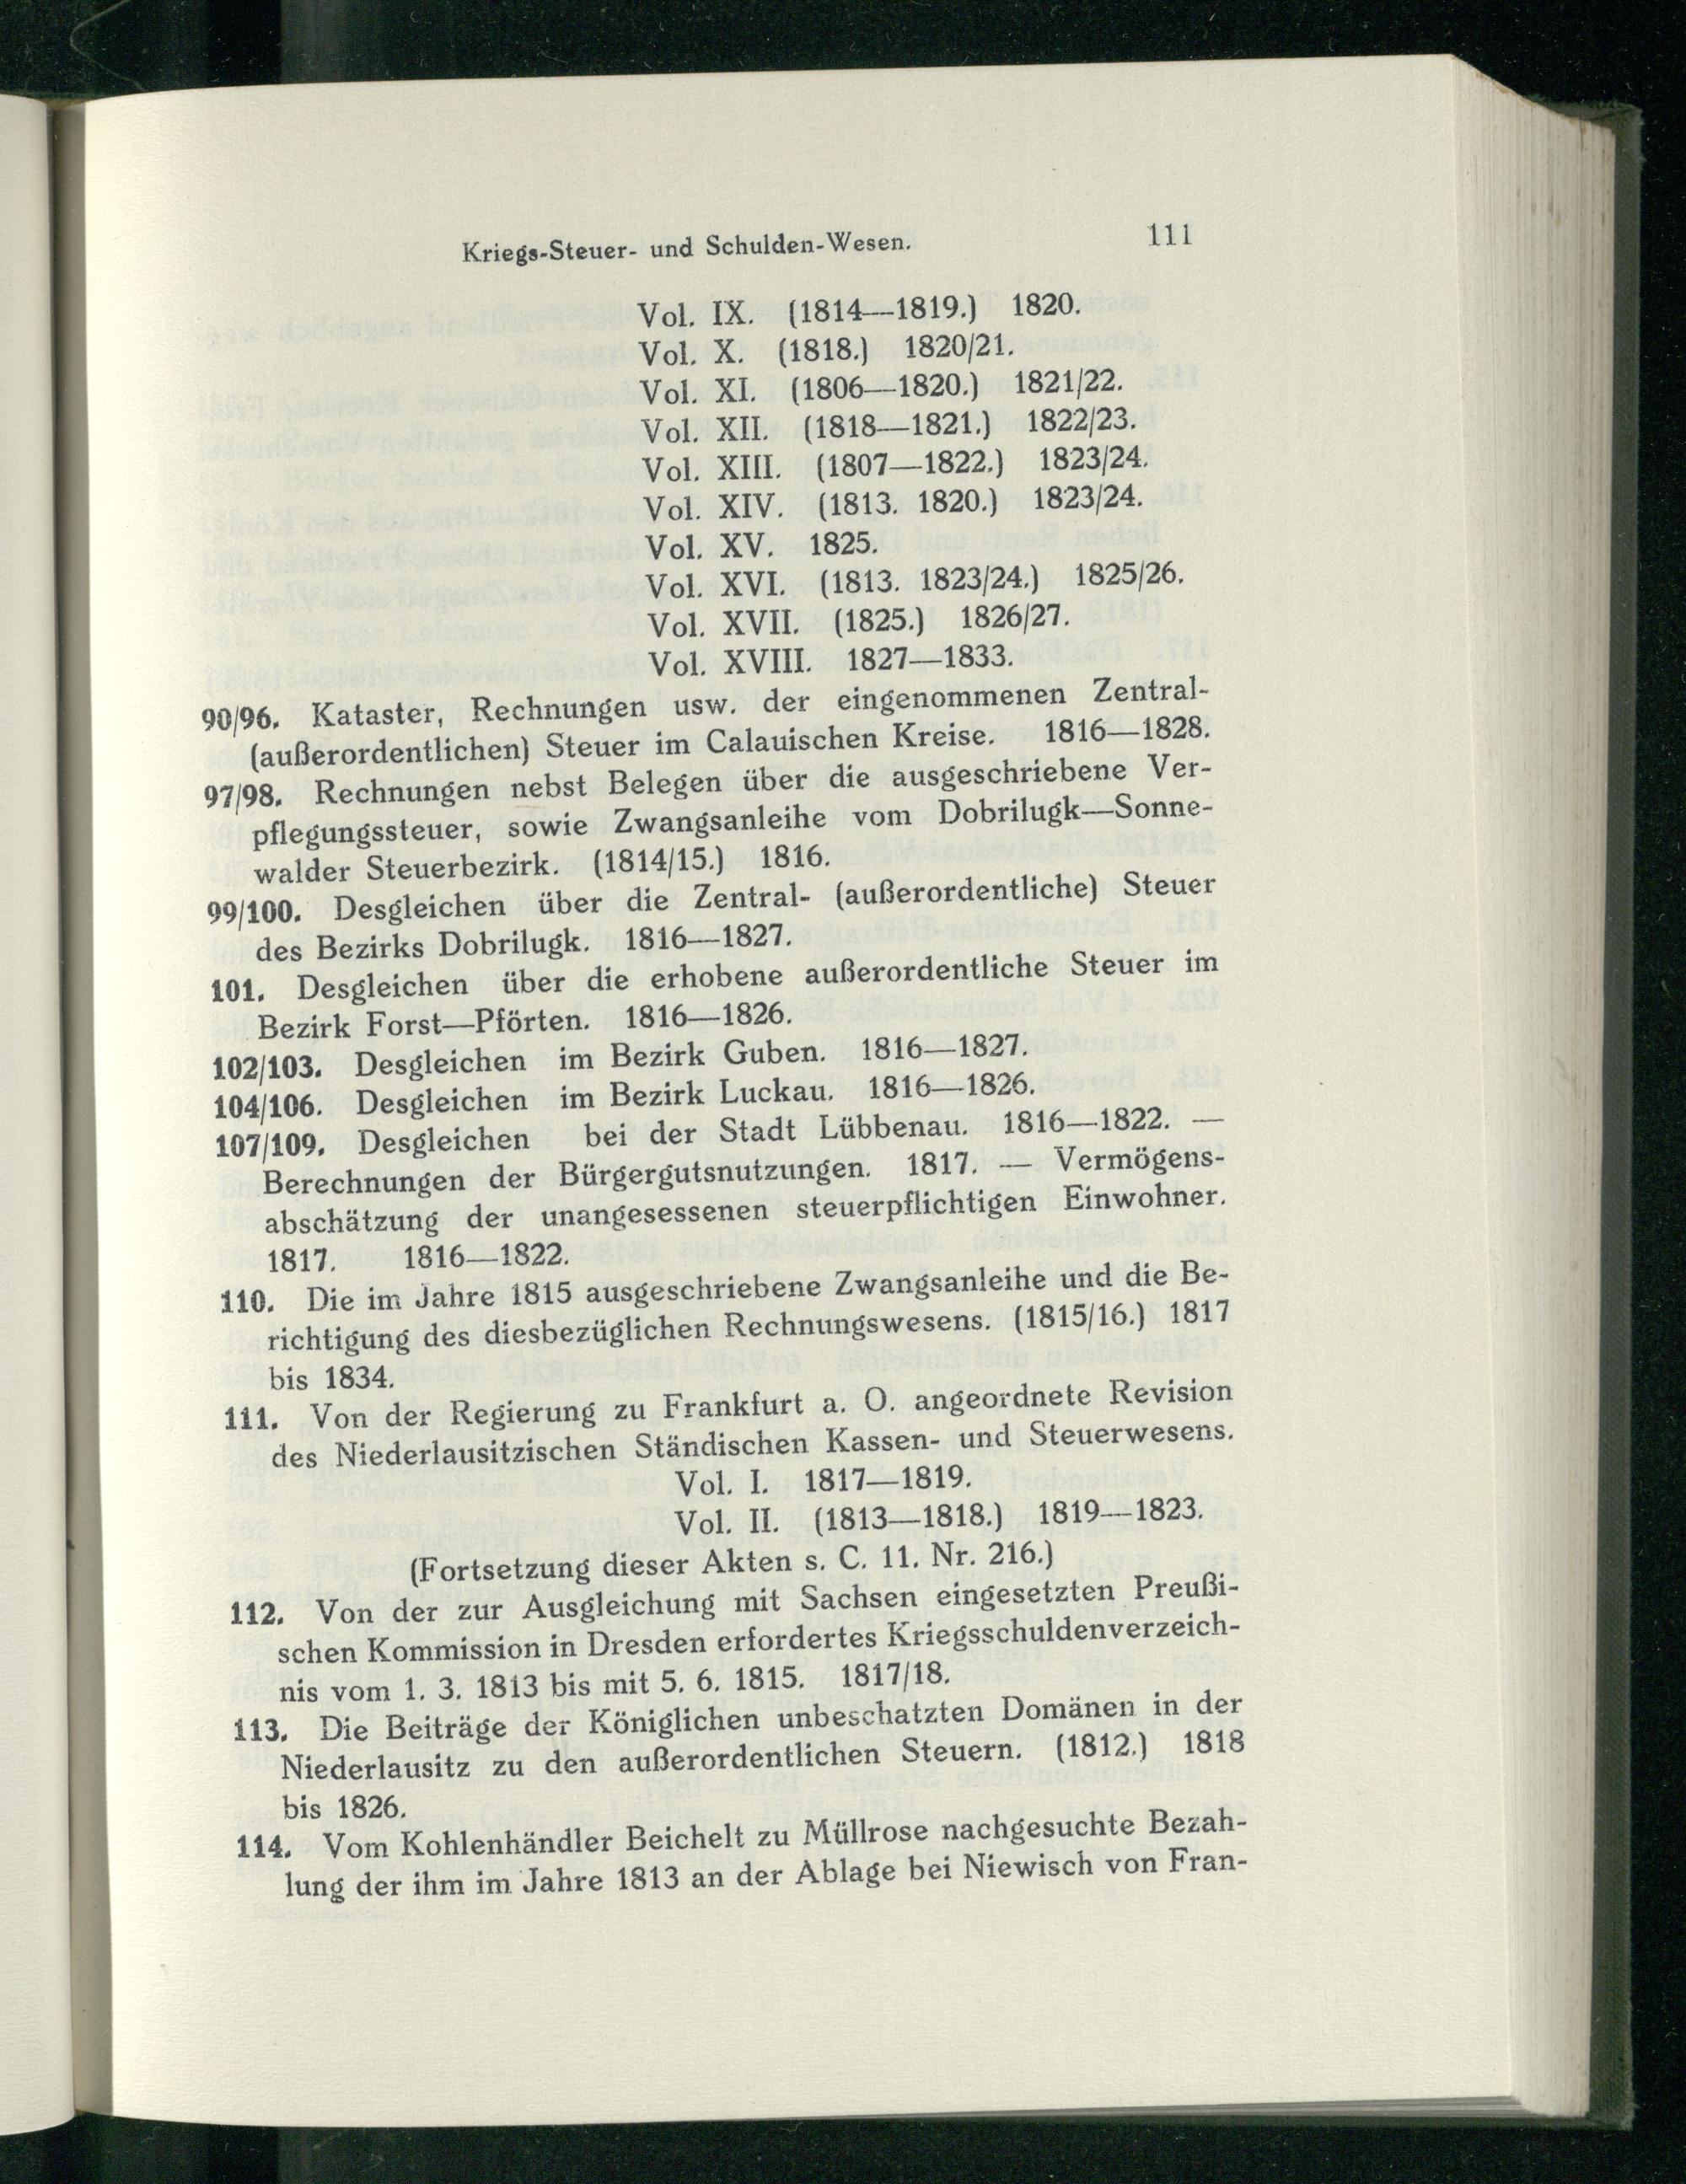 Kriegs-Steuer- und Schulden-Wesen. 111
Vol. IX. (1814—1819.) 1820.
Vol. X. (1818.) 1820/21.
Vol. XI. (1806—1820.) 1821/22.
Vol. XII. (1818—1821.) 1822/23.
Vol. XIII. (1807—1822.) 1823/24.
Vol. XIV. (1813. 1820.) 1823/24.
Vol. XV. 1825.
Vol. XVI. (1813. 1823/24.) 1825/26.
Vol. XVII. (1825.) 1826/27.
Vol. XVIII. 1827—1833.
90/96. Kataster, Rechnungen usw. der eingenommenen Zentral-
(außerordentlichen) Steuer im Calauischen Kreise. 1816—1828.
97/98. Rechnungen nebst Belegen über die ausgeschriebene Ver-
pflegungssteuer, sowie Zwangsanleihe vom Dobrilugk—Sonne-
walder Steuerbezirk. (1814/15.) 1816.
99/100. Desgleichen über die Zentral- (außerordentliche) Steuer
des Bezirks Dobrilugk. 1816—1827.
101. Desgleichen über die erhobene außerordentliche Steuer im
Bezirk Forst—Pförten. 1816—1826.
102/103. Desgleichen im Bezirk Guben. 1816—1827.
104/106. Desgleichen im Bezirk Luckau. 1816—1826.
107/109. Desgleichen bei der Stadt Lübbenau. 1816—1822. —
Berechnungen der Bürgergutsnutzungen. 1817. — Vermögens-
abschätzung der unangesessenen steuerpflichtigen Einwohner.
1817. 1816—1822.
110. Die im Jahre 1815 ausgeschriebene Zwangsanleihe und die Be-
richtigung des diesbezüglichen Rechnungswesens. (1815/16.) 1817
bis 1834.
111. Von der Regierung zu Frankfurt a. O. angeordnete Revision
des Niederlausitzischen Ständischen Kassen- und Steuerwesens.
Vol. I. 1817—1819.
Vol. II. (1813—1818.) 1819—1823.
(Fortsetzung dieser Akten s. C. 11. Nr. 216.)
112. Von der zur Ausgleichung mit Sachsen eingesetzten Preußi-
schen Kommission in Dresden erfordertes Kriegsschuldenverzeich-
nis vom 1. 3. 1813 bis mit 5. 6. 1815. 1817/18.
113. Die Beiträge der Königlichen unbeschatzten Domänen in der
Niederlausitz zu den außerordentlichen Steuern. (1812.) 1818
bis 1826.
114. Vom Kohlenhändler Beichelt zu Müllrose nachgesuchte Bezah-
lung der ihm im Jahre 1813 an der Ablage bei Niewisch von Fran-